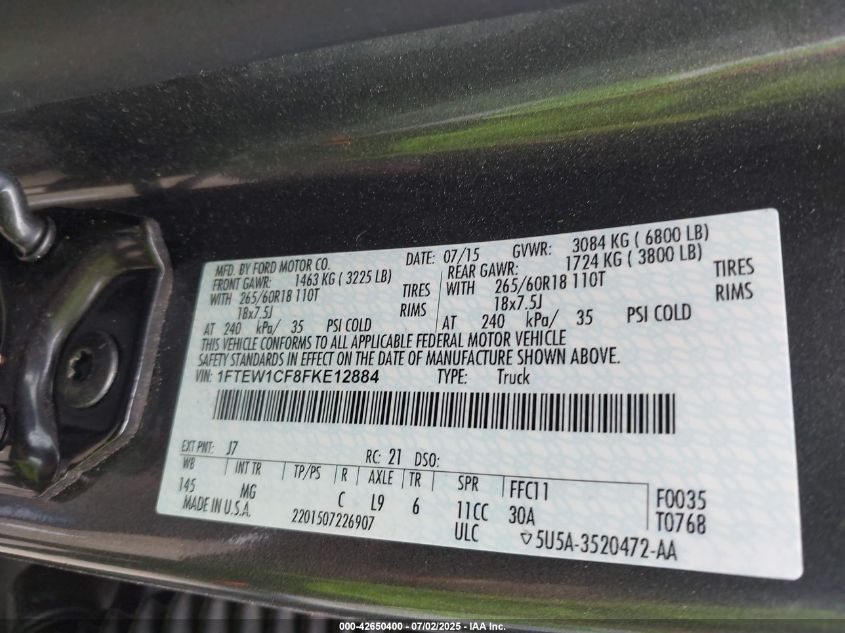 MFD. BY FORD MOTOR CO. DATE: 07/15 GVWR: 3084 KG ( 6800 LB)
FRONT GAWR: 1463 KG ( 3225 LB) REAR GAWR: 1724 KG ( 3800 LB)
WITH 265/60R18 110T TIRES WITH 265/60R18 110T TIRES
18x7.5J RIMS 18x7.5J RIMS
AT 240 kPa/ 35 PSI COLD AT 240 kPa/ 35 PSI COLD
THIS VEHICLE CONFORMS TO ALL APPLICABLE FEDERAL MOTOR VEHICLE
SAFETY STANDARDS IN EFFECT ON THE DATE OF MANUFACTURE SHOWN ABOVE.
VIN: 1FTEW1CF8FKE12884 TYPE: Truck
EXT PNT: J7 RC: 21 DSO:
WB INT TR TP/PS R AXLE TR SPR FFC11 F0035
145 MG C L9 6 11CC 30A T0768
MADE IN U.S.A. 2201507226907 ULC 5U5A-3520472-AA
000-42650400 - 07/02/2025 - IAA Inc.